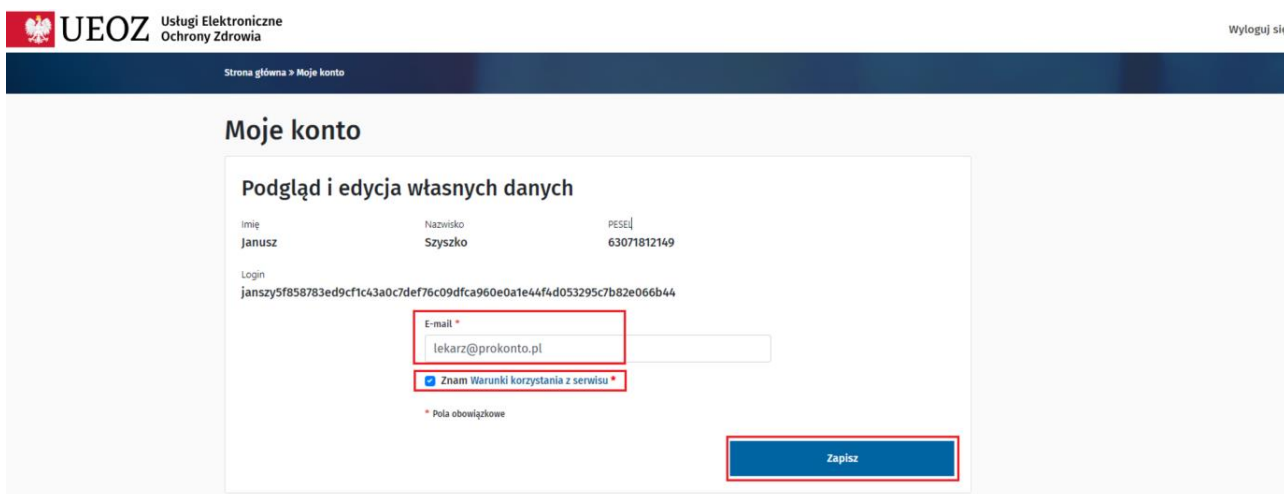 UEOZ Usługi Elektroniczne
Ochrony Zdrowia
Wyloguj się
Strona główna » Moje konto
Moje konto
Podgląd i edycja własnych danych
Imię Nazwisko PESEL
Janusz Szyszko 63071812149
Login
janszy5f858783ed9cf1c43a0c7def76c09dfca960e0a1e44f4d053295c7b82e066b44
E-mail *
lekarz@prokonto.pl
Znam Warunki korzystania z serwisu *
* Pola obowiązkowe
Zapisz